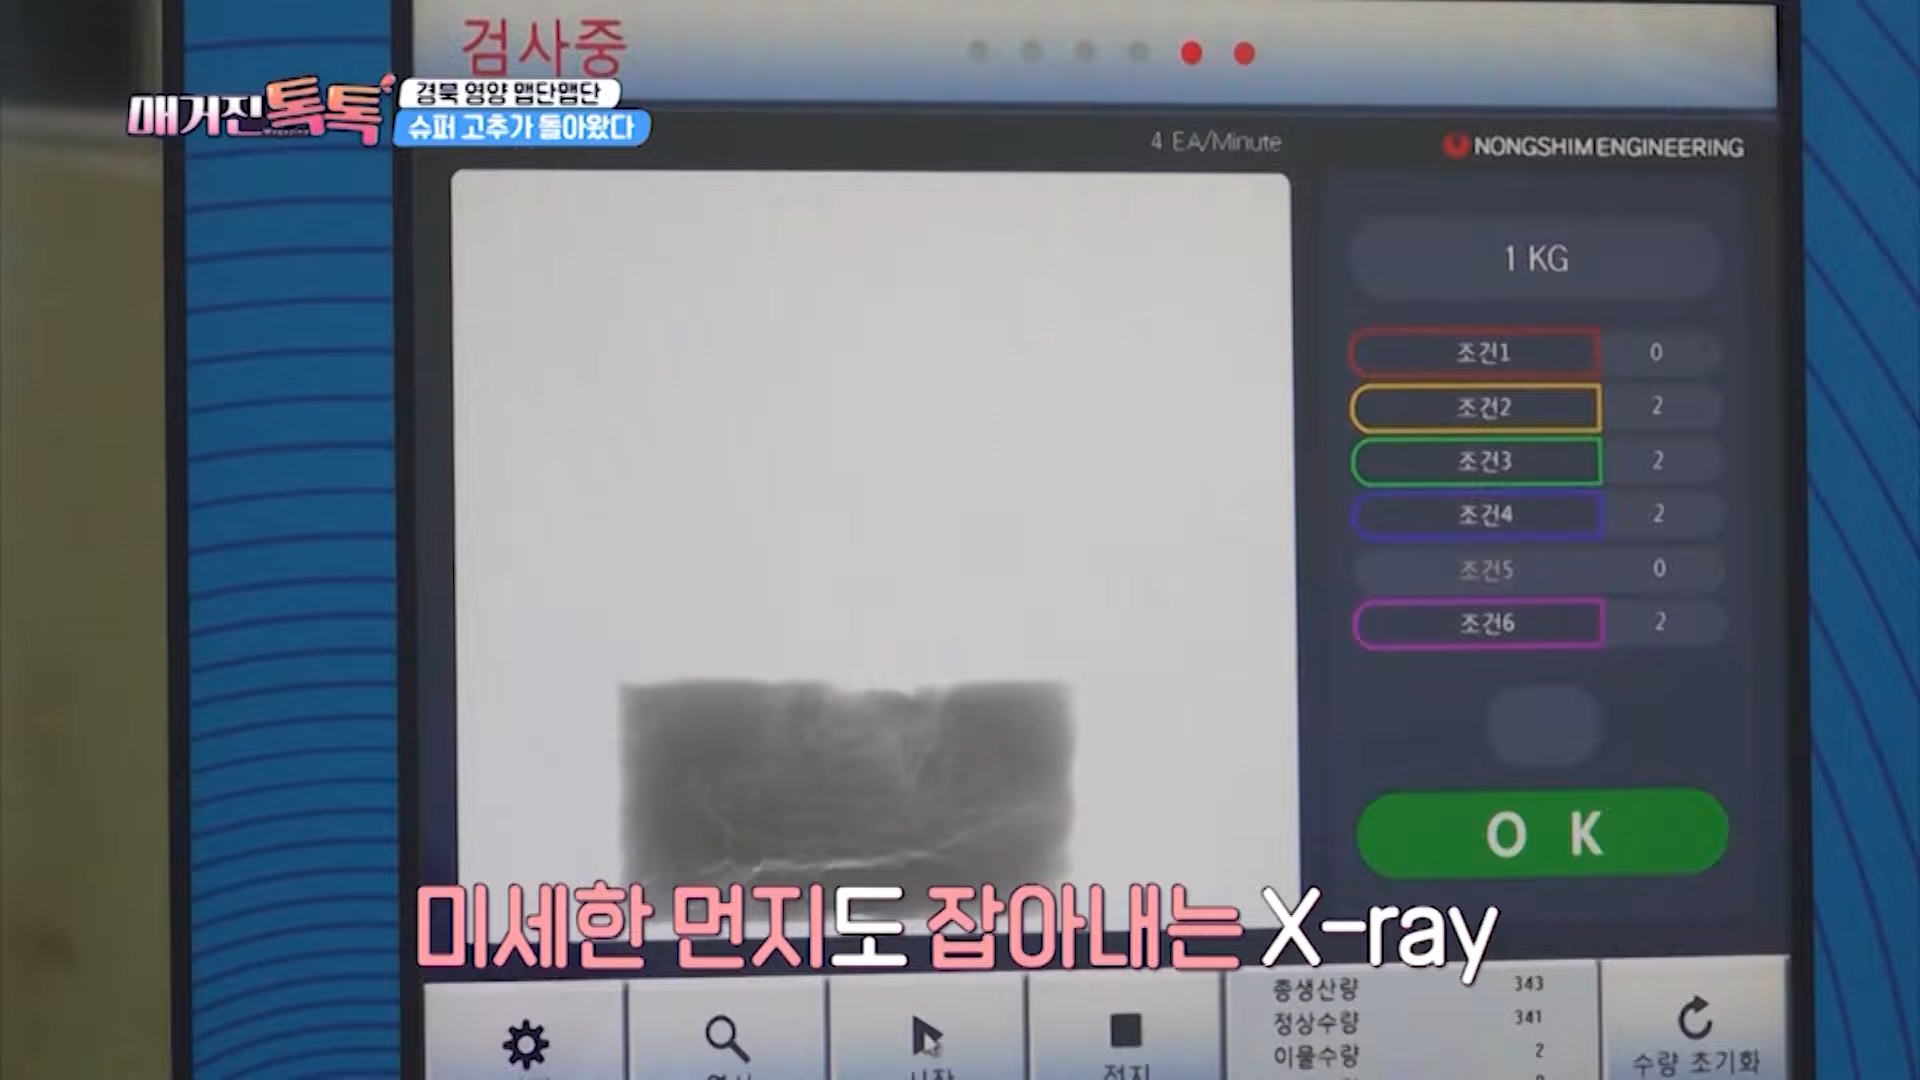 검사중
매거진톡톡
경북 영양 맵단맵단
슈퍼 고추가 돌아왔다
4 EA/Minute
NONGSHIM ENGINEERING
1 KG
조건1 0
조건2 2
조건3 2
조건4 2
조건5 0
조건6 2
O K
미세한 먼지도 잡아내는 X-ray
총생산량 343
정상수량 341
이물수량 2
수량 초기화